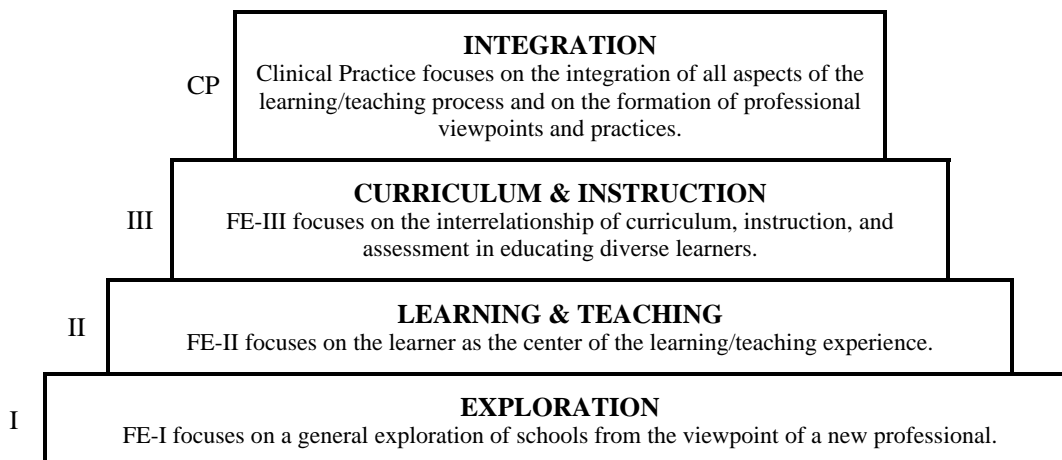 INTEGRATION
CP
Clinical Practice focuses on the integration of all aspects of the
learning/teaching process and on the formation of professional
viewpoints and practices.
CURRICULUM & INSTRUCTION
III
FE-III focuses on the interrelationship of curriculum, instruction, and
assessment in educating diverse learners.
LEARNING & TEACHING
II
FE-II focuses on the learner as the center of the learning/teaching experience.
EXPLORATION
I
FE-I focuses on a general exploration of schools from the viewpoint of a new professional.